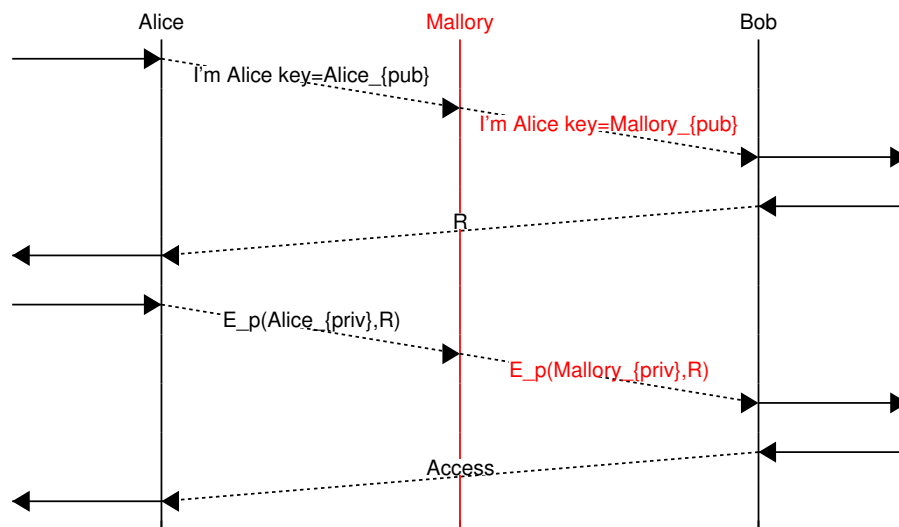 Alice Mallory Bob
I'm Alice key=Alice_{pub}
I'm Alice key=Mallory_{pub}
R
E_p(Alice_{priv},R)
E_p(Mallory_{priv},R)
Access